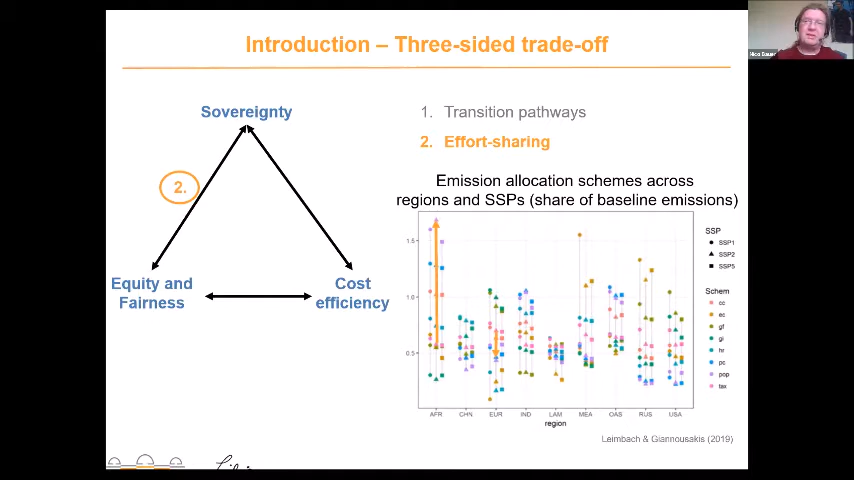 Introduction – Three-sided trade-off
Sovereignty
2.
Equity and
Fairness
Cost
efficiency
1. Transition pathways
2. Effort-sharing
Emission allocation schemes across
regions and SSPs (share of baseline emissions)
1.5
1.0
0.5
AFR CHN EUR IND LAM MEA OAS RUS USA
region
SSP
SSP1
SSP2
SSP5
Scheme
cc
ec
gf
gi
hr
pc
pop
tax
Leimbach & Giannousakis (2019)
Nico Bauer